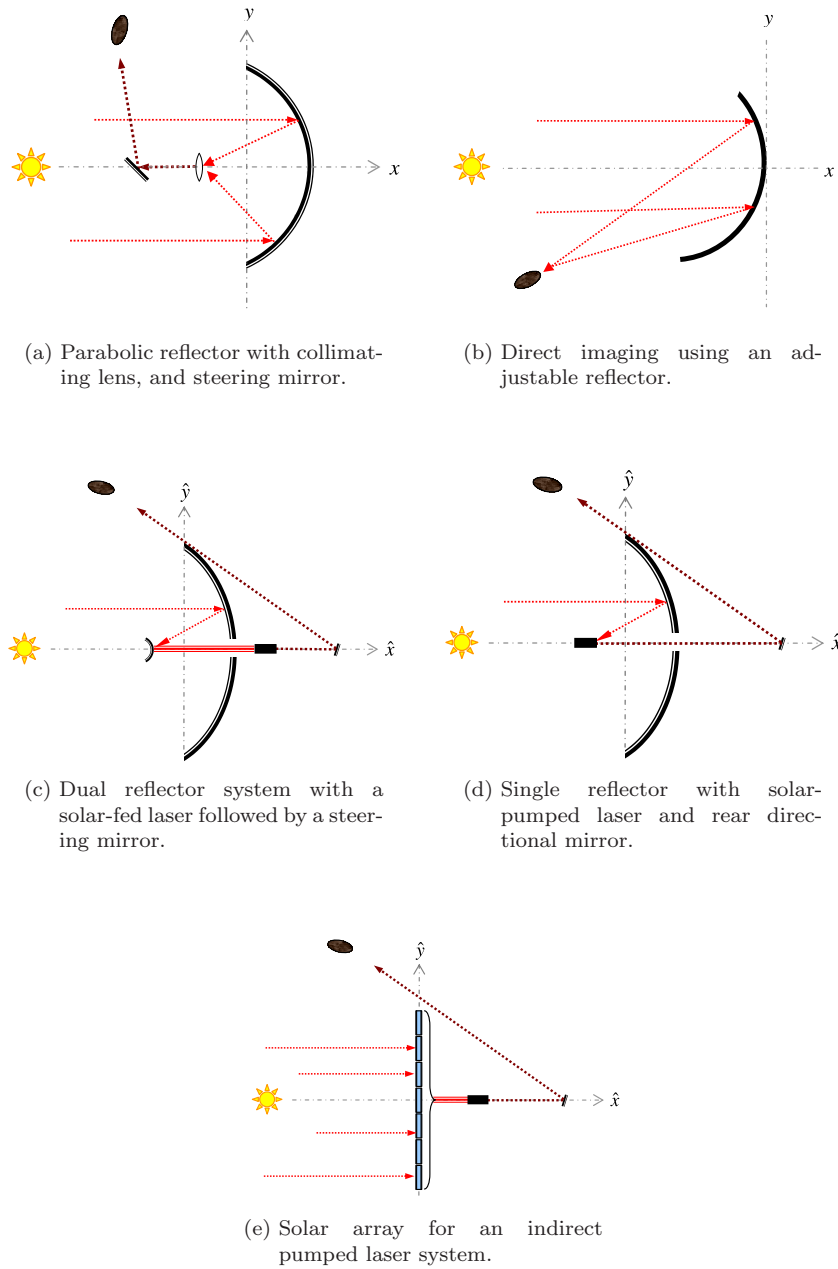 y
x
(a) Parabolic reflector with collimat-
ing lens, and steering mirror.
y
x
(b) Direct imaging using an ad-
justable reflector.
ŷ
x̂
(c) Dual reflector system with a
solar-fed laser followed by a steer-
ing mirror.
ŷ
x̂
(d) Single reflector with solar-
pumped laser and rear direc-
tional mirror.
ŷ
x̂
(e) Solar array for an indirect
pumped laser system.